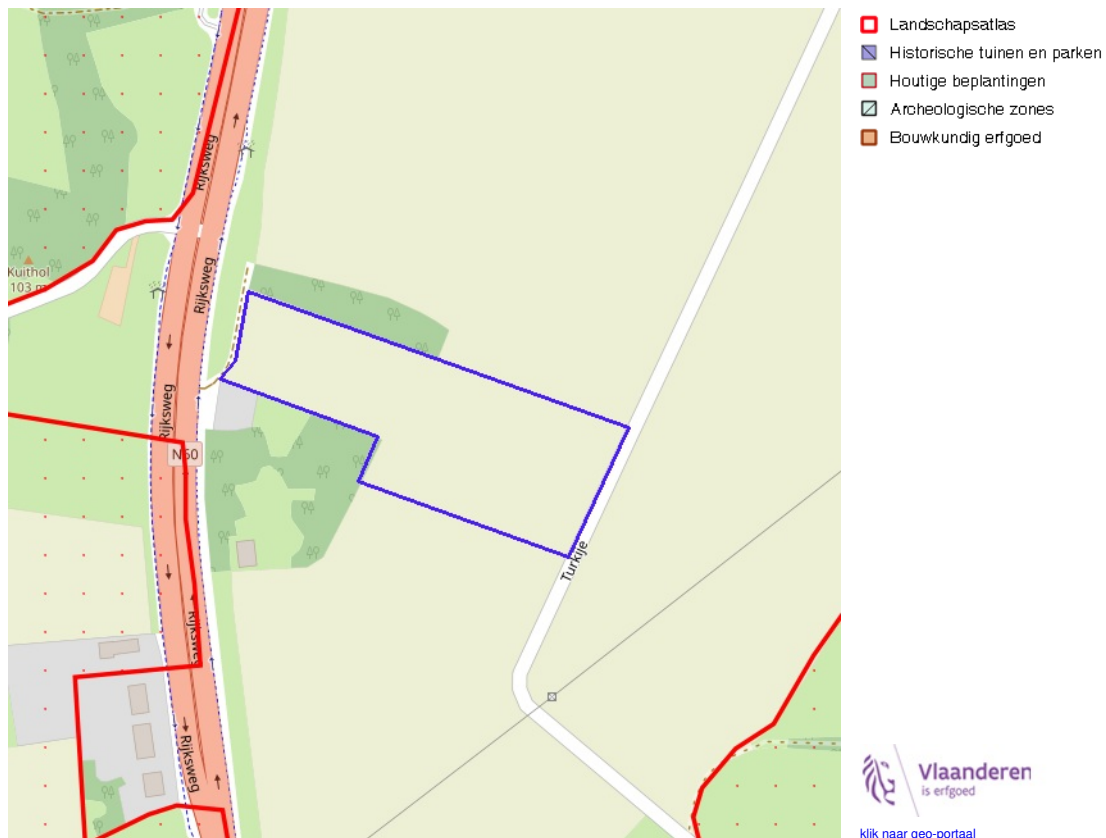 Rijksweg
Rijksweg
Kuithol
103 m
Rijksweg
N60
Turkije
Rijksweg
Rijksweg
Landschapsatlas
Historische tuinen en parken
Houtige beplantingen
Archeologische zones
Bouwkundig erfgoed
Vlaanderen
is erfgoed
klik naar geo-portaal